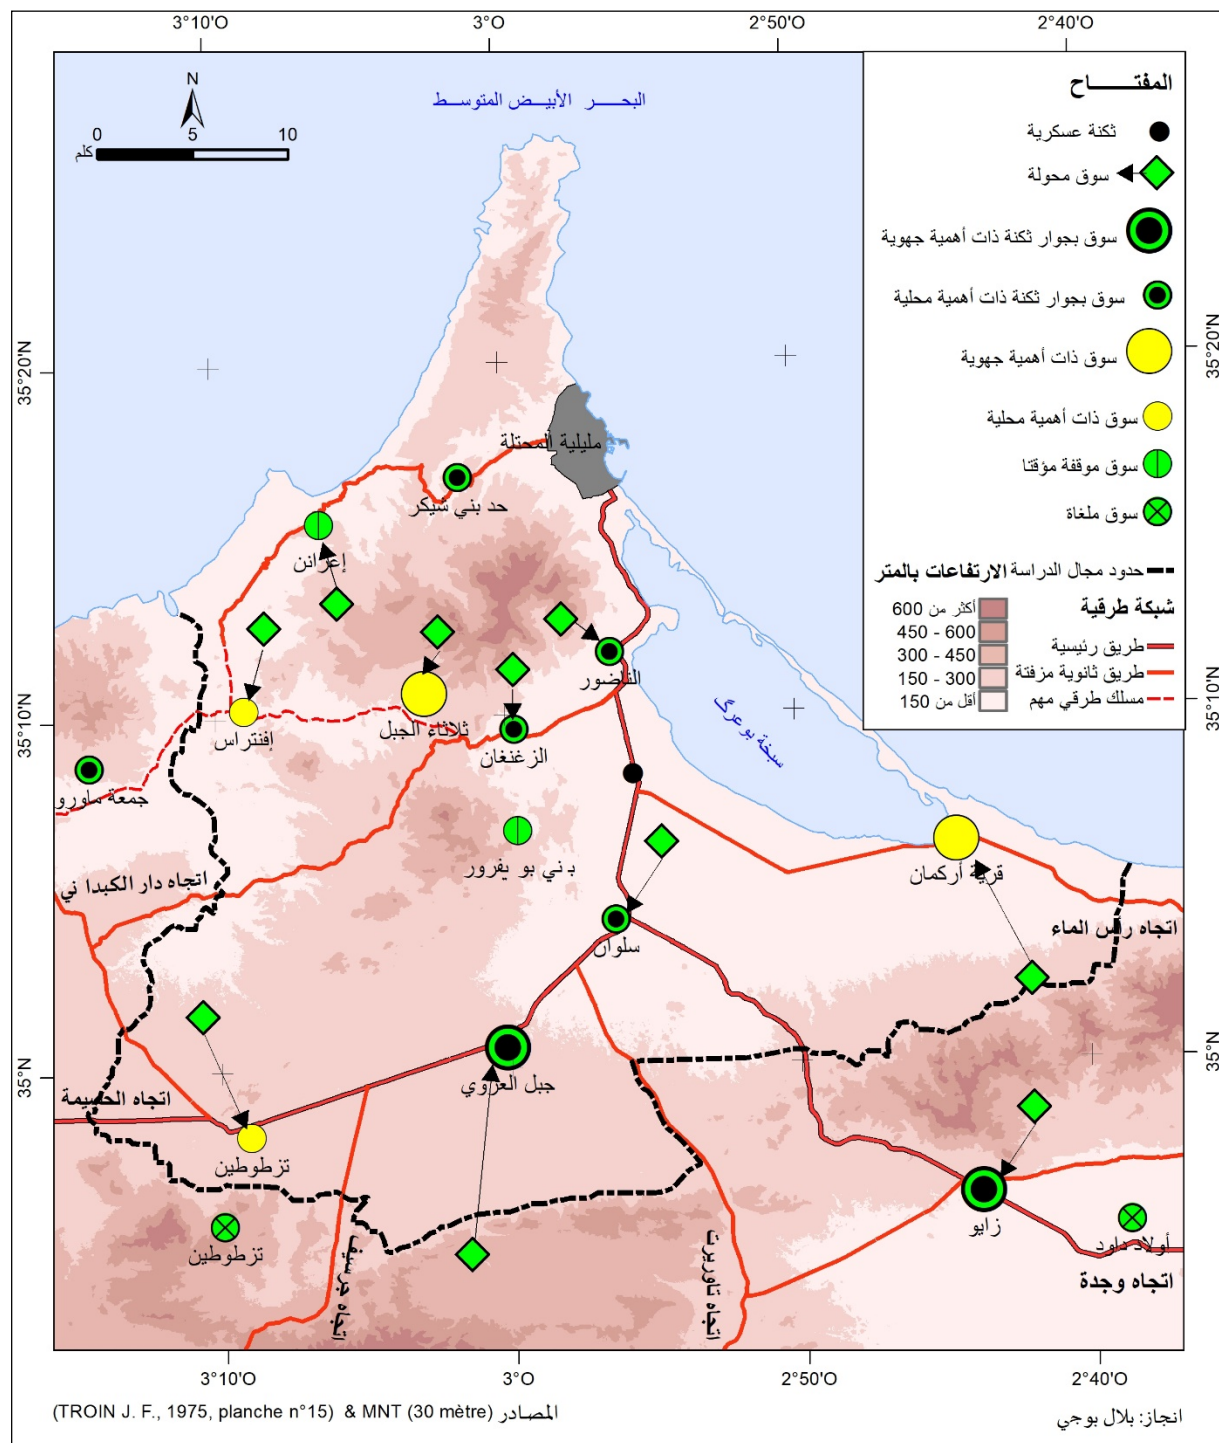 3°10'O
3°O
2°50'O
2°40'O
البحر الأبيض المتوسط
N
0
5
10
كلم
المفتاح
ثكنة عسكرية
سوق محولة
سوق بجوار ثكنة ذات أهمية جهوية
سوق بجوار ثكنة ذات أهمية محلية
سوق ذات أهمية جهوية
سوق ذات أهمية محلية
سوق موقفة مؤقتا
سوق ملغاة
حدود مجال الدراسة
الارتفاعات بالمتر
أكثر من 600
450 - 600
300 - 450
150 - 300
أقل من 150
شبكة طرقية
طريق رئيسية
طريق ثانوية مزفتة
مسلك طرقي مهم
35°20'N
35°20'N
مليلية المحتلة
حد بني شيكر
إعزانن
الناضور
35°10'N
35°10'N
إفنتراس
ثلاثاء الجبل
الزغنغان
سبخة بوعرگ
جمعة ماورو
بني بو يفرور
قرية أركمان
اتجاه دار الكبداني
سلوان
اتجاه رأس الماء
35°N
35°N
جبل العروي
اتجاه الحسيمة
تزطوطين
زايو
تزطوطين
أولاد داود
اتجاه جرسيف
اتجاه تاوريرت
اتجاه وجدة
3°10'O
3°O
2°50'O
2°40'O
المصادر (TROIN J. F., 1975, planche n°15) & MNT (30 mètre)
انجاز: بلال بوجي